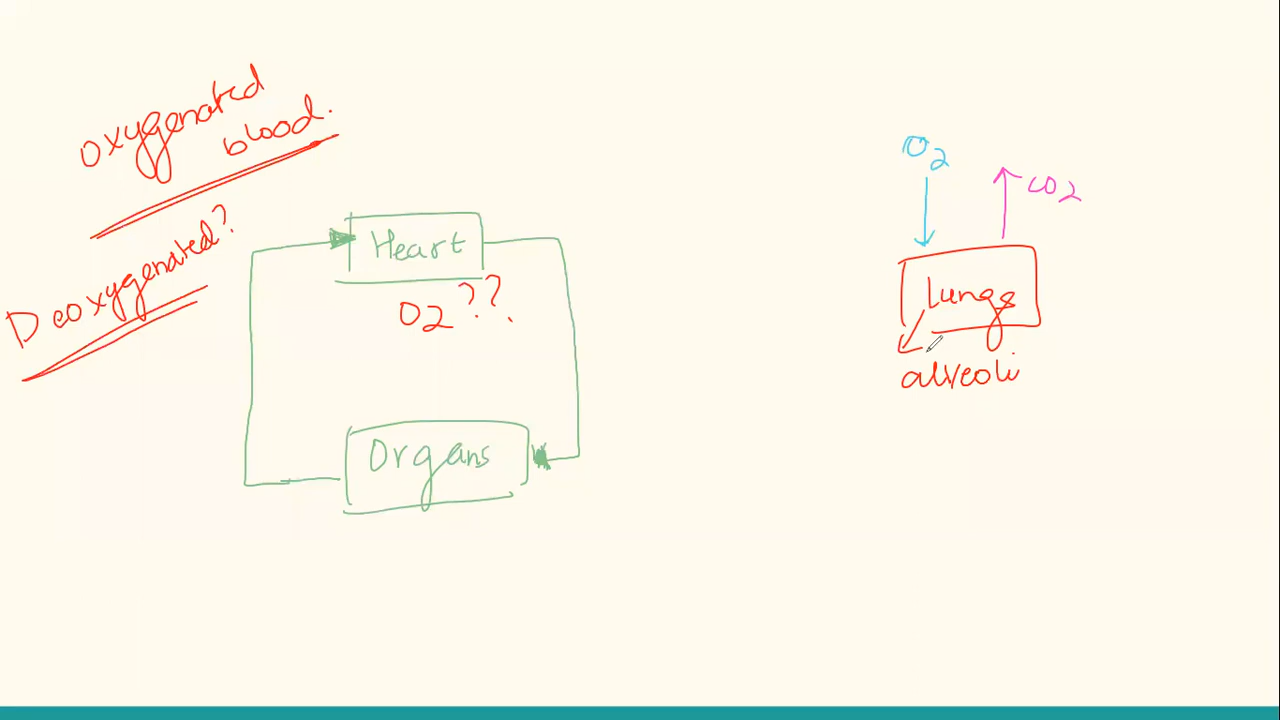 Oxygenated
blood.
Deoxygenated?
Heart
O2??
Organs
O2
CO2
lungs
alveoli